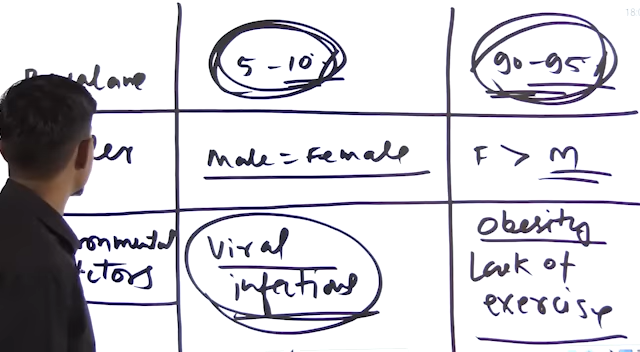 5-10%
90-95%
Male = Female
F > M
Viral
infections
Obesity
Lack of
exercise